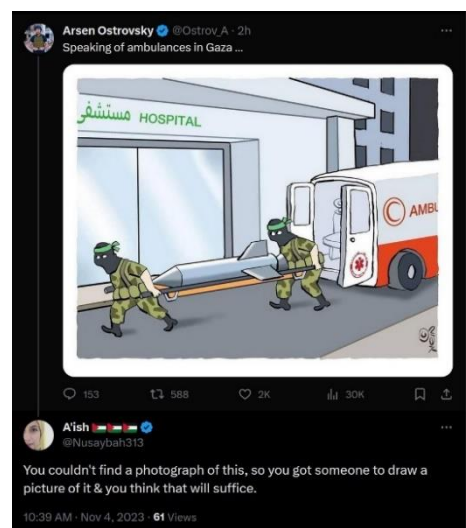 Arsen Ostrovsky @Ostrov_A · 2h
Speaking of ambulances in Gaza ...
مستشفى HOSPITAL
AMBU
153 588 2K 30K
A'ish
@Nusaybah313
You couldn't find a photograph of this, so you got someone to draw a
picture of it & you think that will suffice.
10:39 AM · Nov 4, 2023 · 61 Views